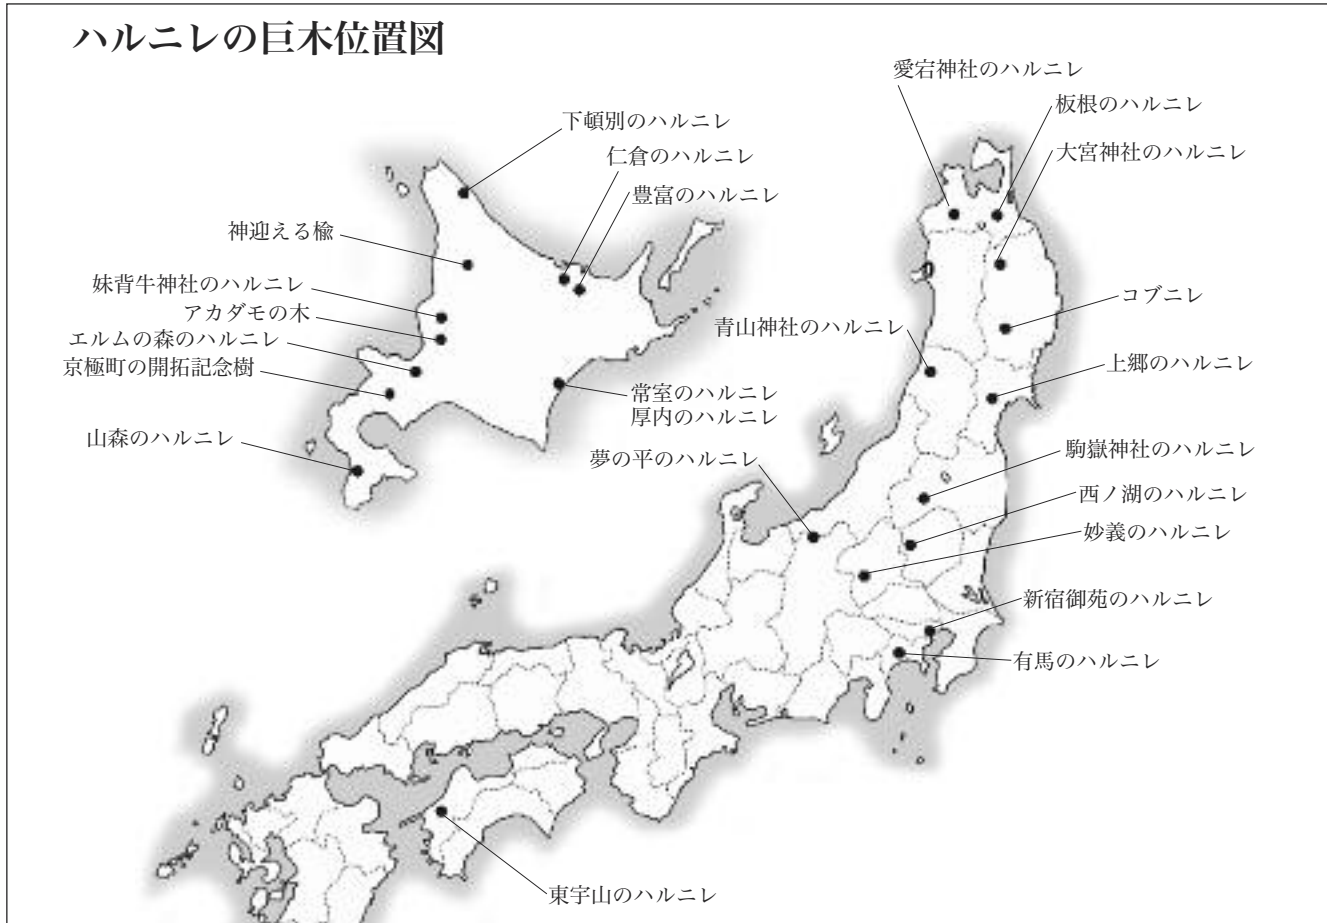 ハルニレの巨木位置図
愛宕神社のハルニレ
板根のハルニレ
大宮神社のハルニレ
下頓別のハルニレ
仁倉のハルニレ
豊富のハルニレ
神迎える楡
妹背牛神社のハルニレ
アカダモの木
エルムの森のハルニレ
京極町の開拓記念樹
山森のハルニレ
常室のハルニレ
厚内のハルニレ
コブニレ
青山神社のハルニレ
上郷のハルニレ
夢の平のハルニレ
駒嶽神社のハルニレ
西ノ湖のハルニレ
妙義のハルニレ
新宿御苑のハルニレ
有馬のハルニレ
東宇山のハルニレ